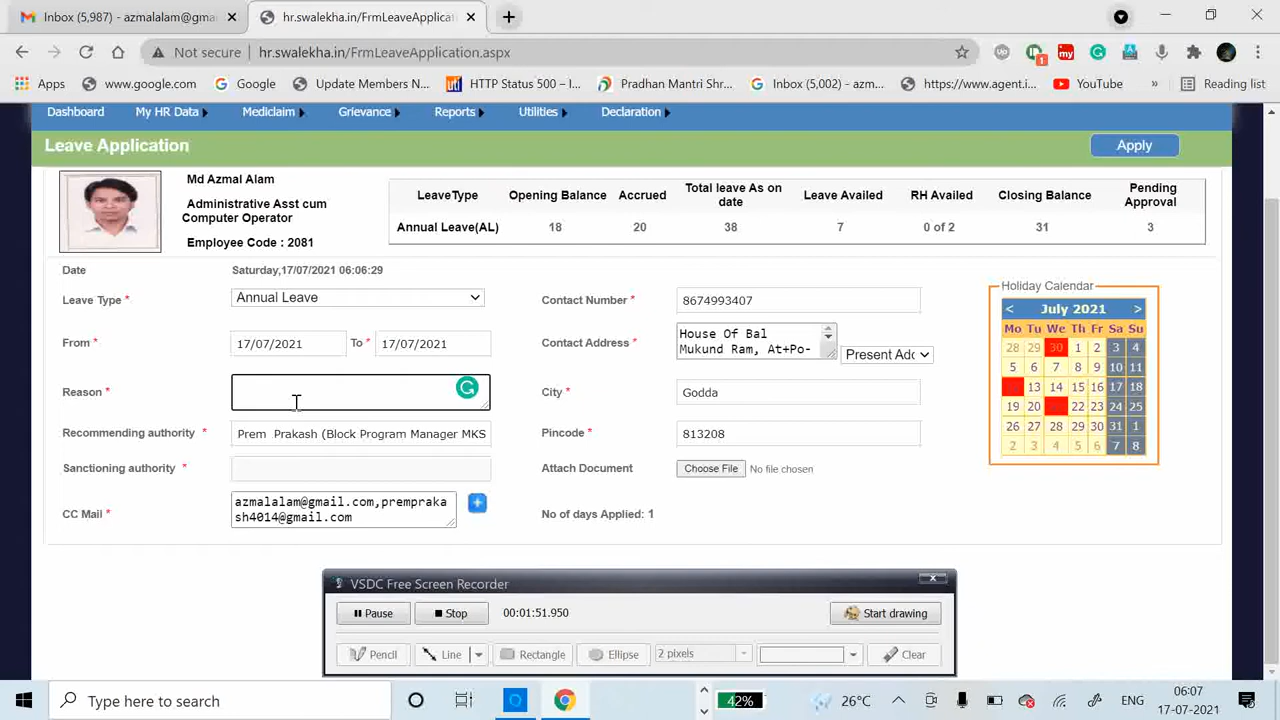 Inbox (5,987) - azmalalam@gma
hr.swalekha.in/FrmLeaveApplicati
Not secure hr.swalekha.in/FrmLeaveApplication.aspx
Apps www.google.com Google Update Members N... HTTP Status 500 – I... Pradhan Mantri Shr... Inbox (5,002) - azm... https://www.agent.i... YouTube » Reading list
Dashboard My HR Data Mediclaim Grievance Reports Utilities Declaration
Leave Application Apply
Md Azmal Alam
Administrative Asst cum
Computer Operator
Employee Code : 2081
LeaveType Opening Balance Accrued Total leave As on date Leave Availed RH Availed Closing Balance Pending Approval
Annual Leave(AL) 18 20 38 7 0 of 2 31 3
Date Saturday,17/07/2021 06:06:29
Leave Type * Annual Leave
Contact Number * 8674993407
From * 17/07/2021 To * 17/07/2021
Contact Address * House Of Bal
Mukund Ram, At+Po-
Present Adc
Reason *
City * Godda
Recommending authority * Prem Prakash (Block Program Manager MKS
Pincode * 813208
Sanctioning authority *
Attach Document Choose File No file chosen
CC Mail * azmalalam@gmail.com,prempraka
sh4014@gmail.com
+
No of days Applied: 1
Holiday Calendar
< July 2021 >
Mo Tu We Th Fr Sa Su
28 29 30 1 2 3 4
5 6 7 8 9 10 11
13 14 15 16 17 18
19 20 22 23 24 25
26 27 28 29 30 31 1
2 3 4 5 6 7 8
VSDC Free Screen Recorder
Pause Stop 00:01:51.950 Start drawing
Pencil Line Rectangle Ellipse 2 pixels Clear
Type here to search
42% 26°C ENG
06:07
17-07-2021